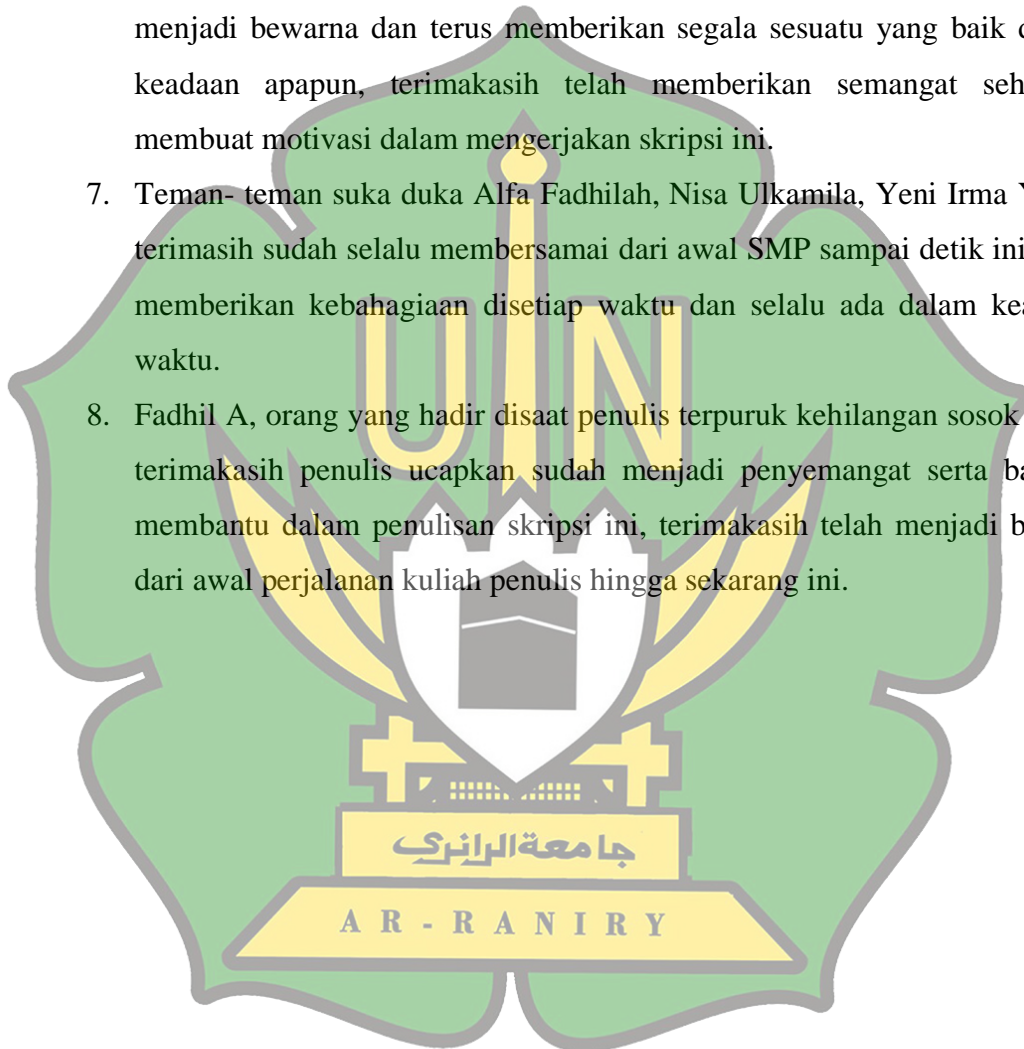 menjadi bewarna dan terus memberikan segala sesuatu yang baik
keadaan apapun, terimakasih telah memberikan semangat
membuat motivasi dalam mengerjakan skripsi ini.
7. Teman- teman suka duka Alfa Fadhilah, Nisa Ulkamila, Yeni Irma
terimasih sudah selalu membersamai dari awal SMP sampai detik ini
memberikan kebahagiaan disetiap waktu dan selalu ada dalam
waktu.
8. Fadhil A, orang yang hadir disaat penulis terpuruk kehilangan sosok
terimakasih penulis ucapkan sudah menjadi penyemangat serta
membantu dalam penulisan skripsi ini, terimakasih telah menjadi
dari awal perjalanan kuliah penulis hingga sekarang ini.
UIN
جامعةالرانري
AR-RANIRY